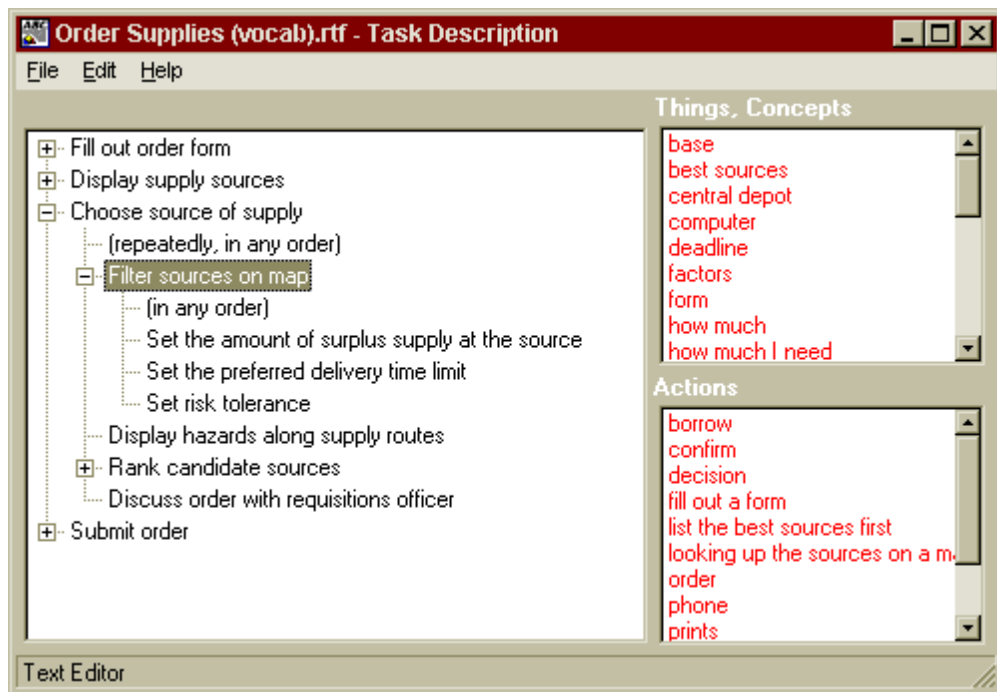 Order Supplies (vocab).rtf - Task Description
File Edit Help
Fill out order form
Display supply sources
Choose source of supply
(repeatedly, in any order)
Filter sources on map
(in any order)
Set the amount of surplus supply at the source
Set the preferred delivery time limit
Set risk tolerance
Display hazards along supply routes
Rank candidate sources
Discuss order with requisitions officer
Submit order
Things, Concepts
base
best sources
central depot
computer
deadline
factors
form
how much
how much I need
Actions
borrow
confirm
decision
fill out a form
list the best sources first
looking up the sources on a m
order
phone
prints
Text Editor